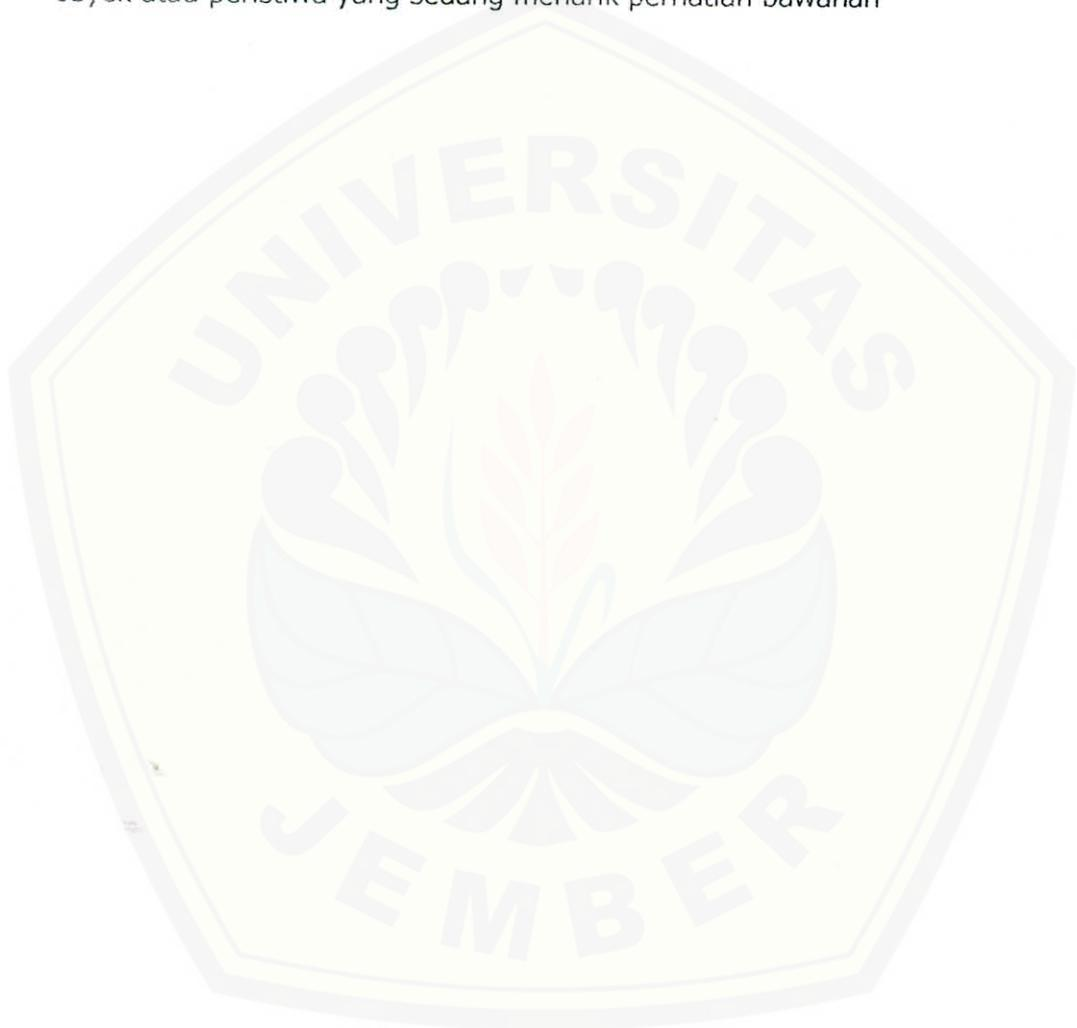 obyek atau peristiwa yang sedang menarik perhatian bawahan
UNIVERSITAS
JEMBER